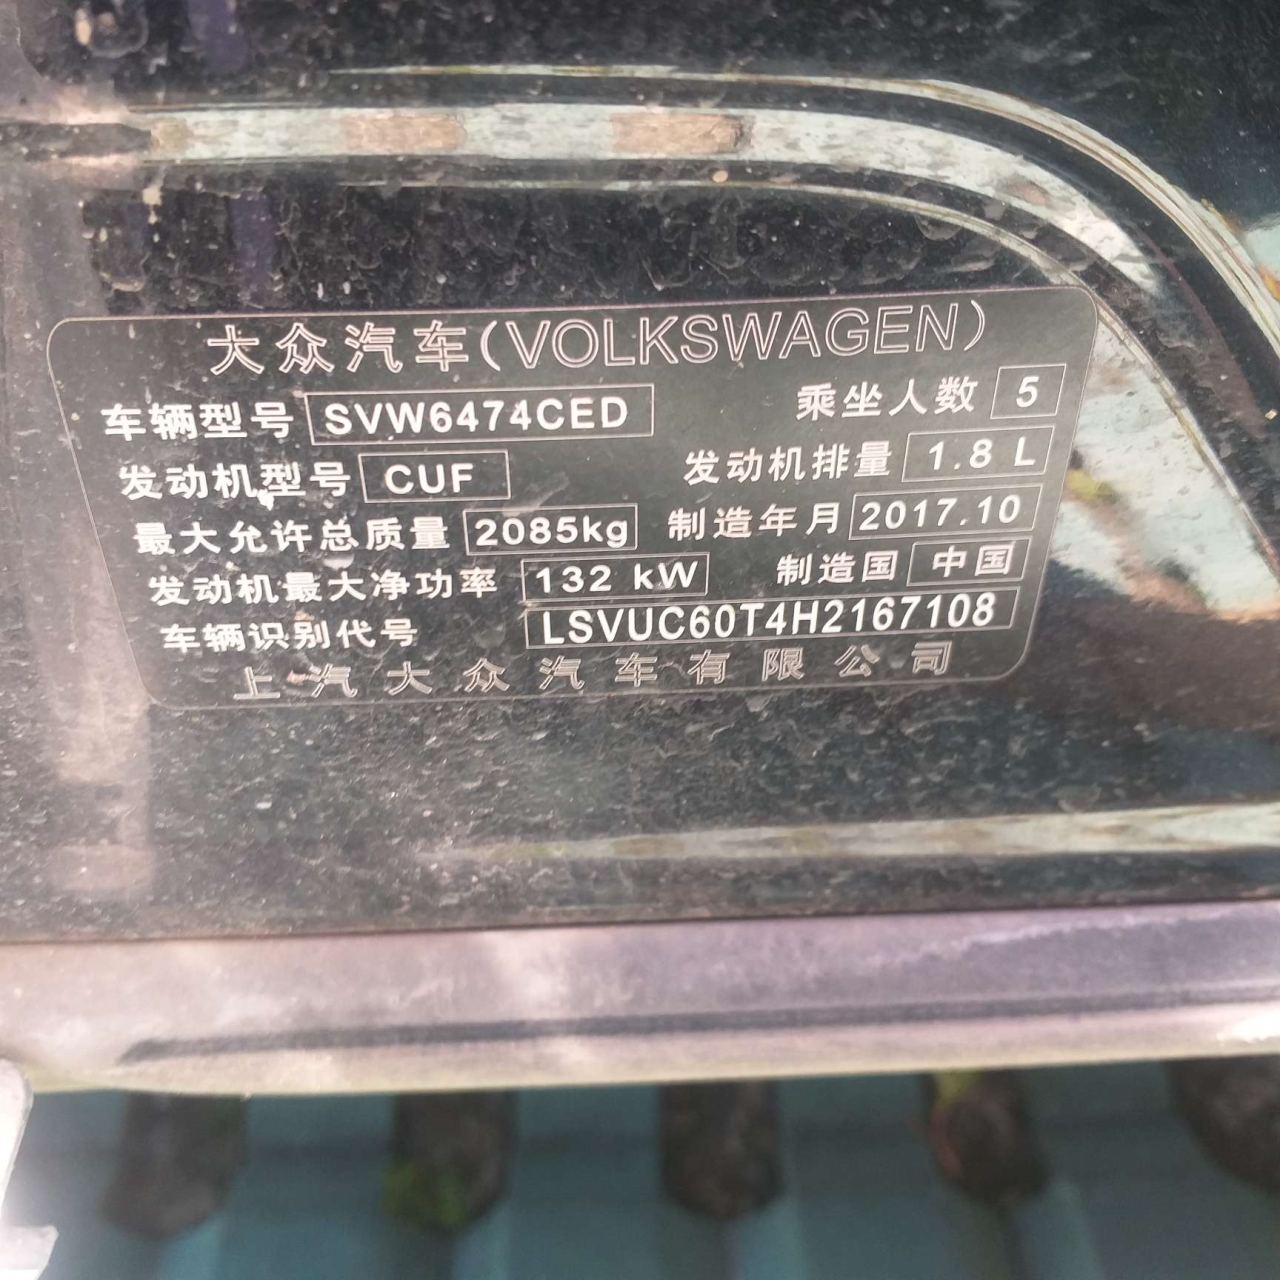 大众汽车(VOLKSWAGEN)
车辆型号 SVW6474CED 乘坐人数 5
发动机型号 CUF 发动机排量 1.8 L
最大允许总质量 2085kg 制造年月 2017.10
发动机最大净功率 132 kW 制造国 中国
车辆识别代号 LSVUC60T4H2167108
上汽大众汽车有限公司